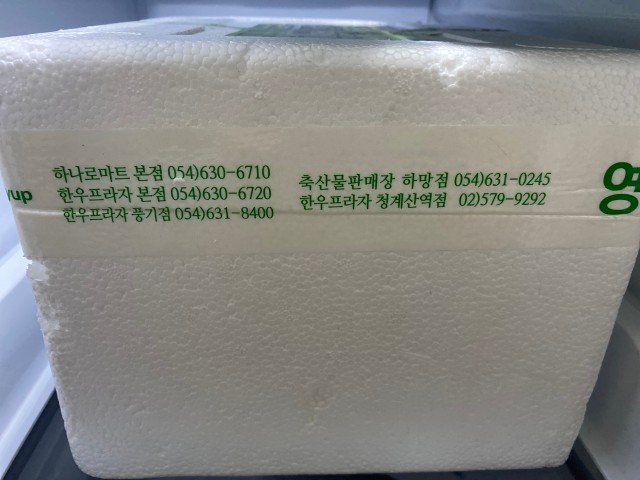 yup
하나로마트 본점 054)630-6710
한우프라자 본점 054)630-6720
한우프라자 풍기점 054)631-8400
축산물판매장 하망점 054)631-0245
한우프라자 청계산역점 02)579-9292
영